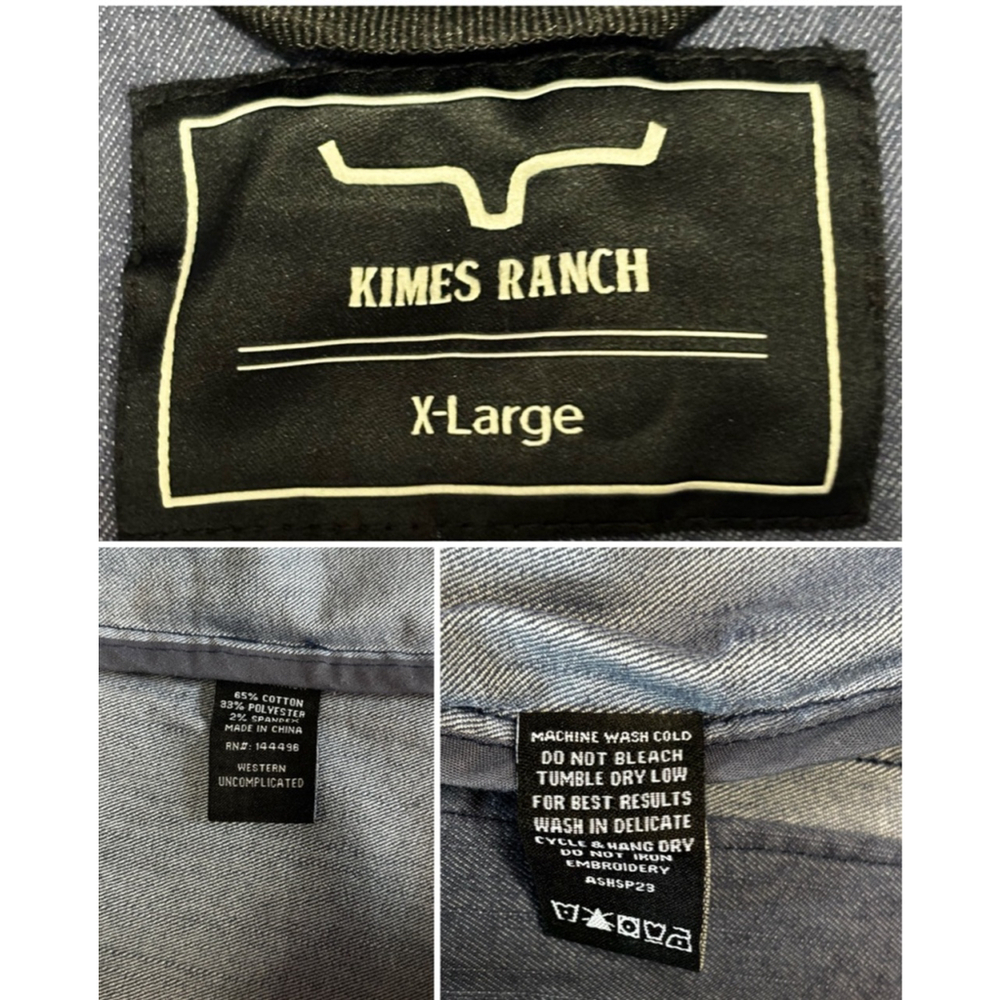 KIMES RANCH
X-Large
65% COTTON
33% POLYESTER
2% SPANDEX
MADE IN CHINA
RN#: 144496
WESTERN
UNCOMPLICATED
MACHINE WASH COLD
DO NOT BLEACH
TUMBLE DRY LOW
FOR BEST RESULTS
WASH IN DELICATE
CYCLE & HANG DRY
DO NOT IRON
EMBROIDERY
ASHSP23